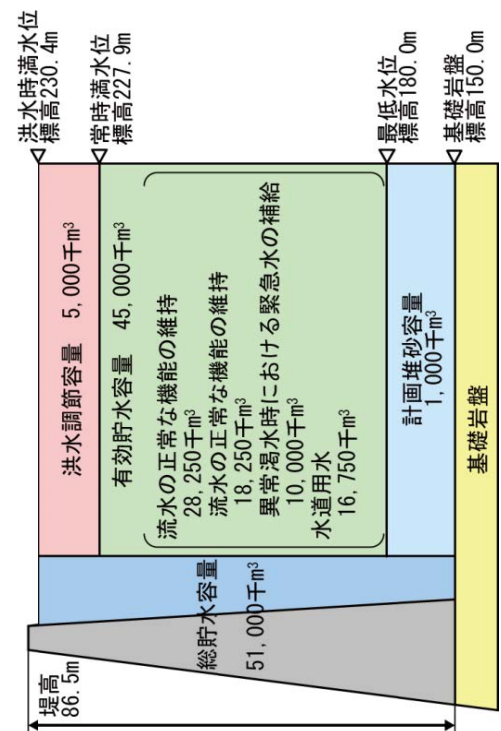 堤高
86.5m
総貯水容量
51,000千m³
洪水調節容量　5,000千m³
有効貯水容量　45,000千m³
流水の正常な機能の維持
28,250千m³
流水の正常な機能の維持
18,250千m³
異常渇水時における緊急水の補給
10,000千m³
水道用水
16,750千m³
計画堆砂容量
1,000千m³
基礎岩盤
洪水時満水位
標高230.4m
常時満水位
標高227.9m
最低水位
標高180.0m
基礎岩盤
標高150.0m